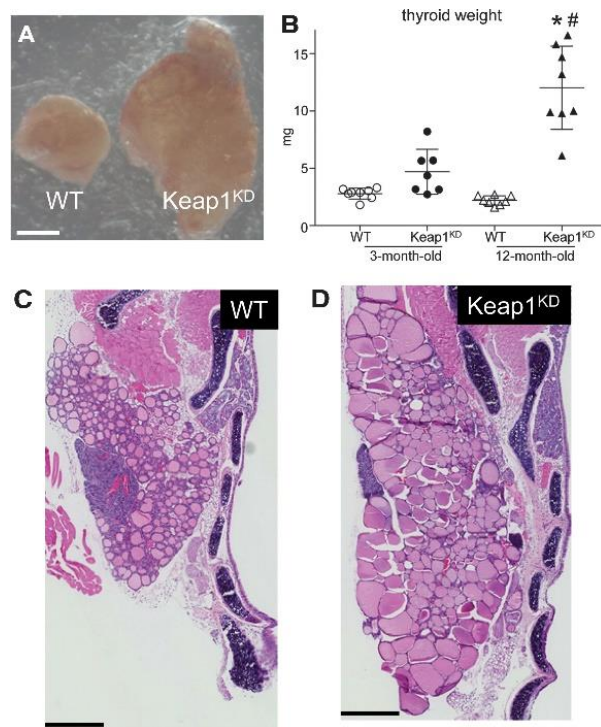 A
WT
Keap1KD
B
thyroid weight
* #
mg
15
10
5
0
WT
Keap1KD
WT
Keap1KD
3-month-old
12-month-old
C
WT
D
Keap1KD